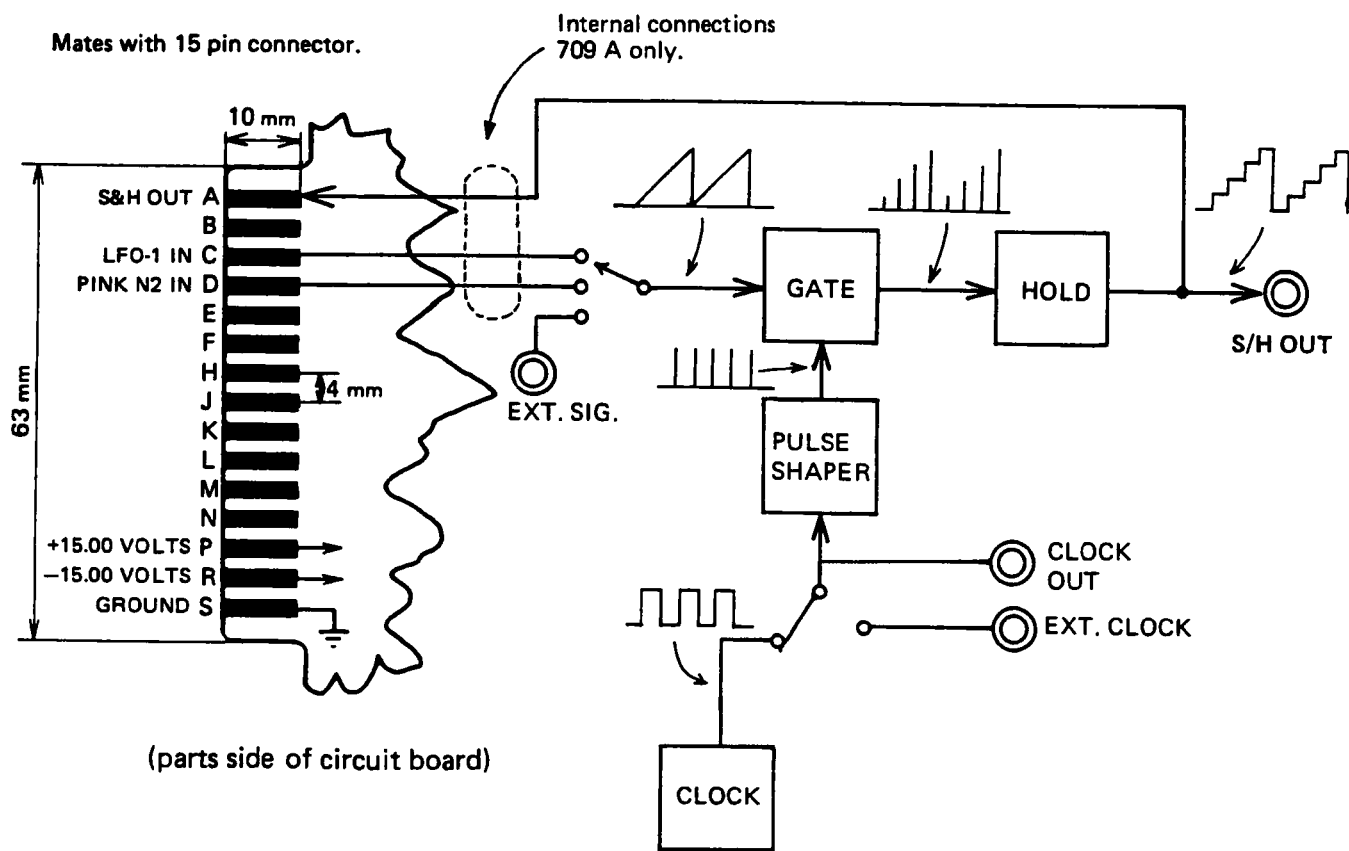 Mates with 15 pin connector.
Internal connections
709 A only.
10 mm
63 mm
S&H OUT A
B
LFO-1 IN C
PINK N2 IN D
E
F
H
J
4 mm
K
L
M
N
+15.00 VOLTS P
−15.00 VOLTS R
GROUND S
EXT. SIG.
GATE
HOLD
S/H OUT
PULSE
SHAPER
CLOCK
OUT
EXT. CLOCK
CLOCK
(parts side of circuit board)